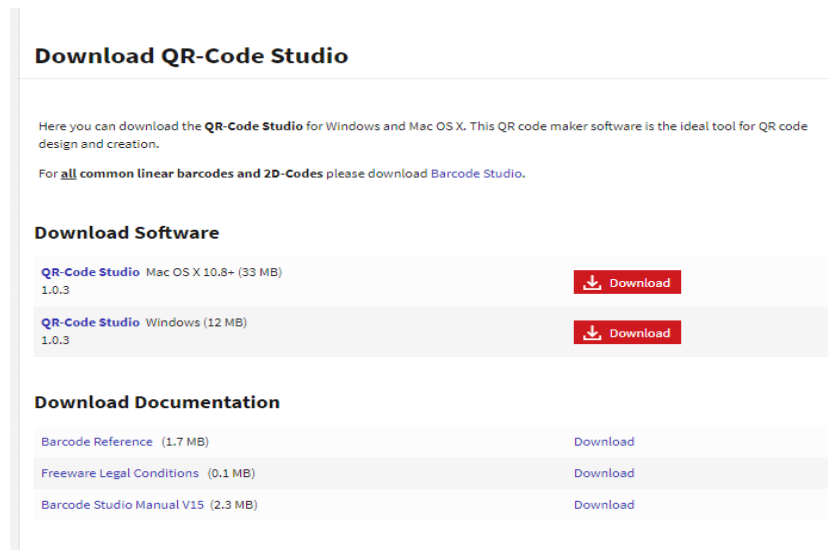 Download QR-Code Studio
Here you can download the QR-Code Studio for Windows and Mac OS X. This QR code maker software is the ideal tool for QR code
design and creation.
For all common linear barcodes and 2D-Codes please download Barcode Studio.
Download Software
QR-Code Studio Mac OS X 10.8+ (33 MB)
1.0.3
Download
QR-Code Studio Windows (12 MB)
1.0.3
Download
Download Documentation
Barcode Reference (1.7 MB) Download
Freeware Legal Conditions (0.1 MB) Download
Barcode Studio Manual V15 (2.3 MB) Download